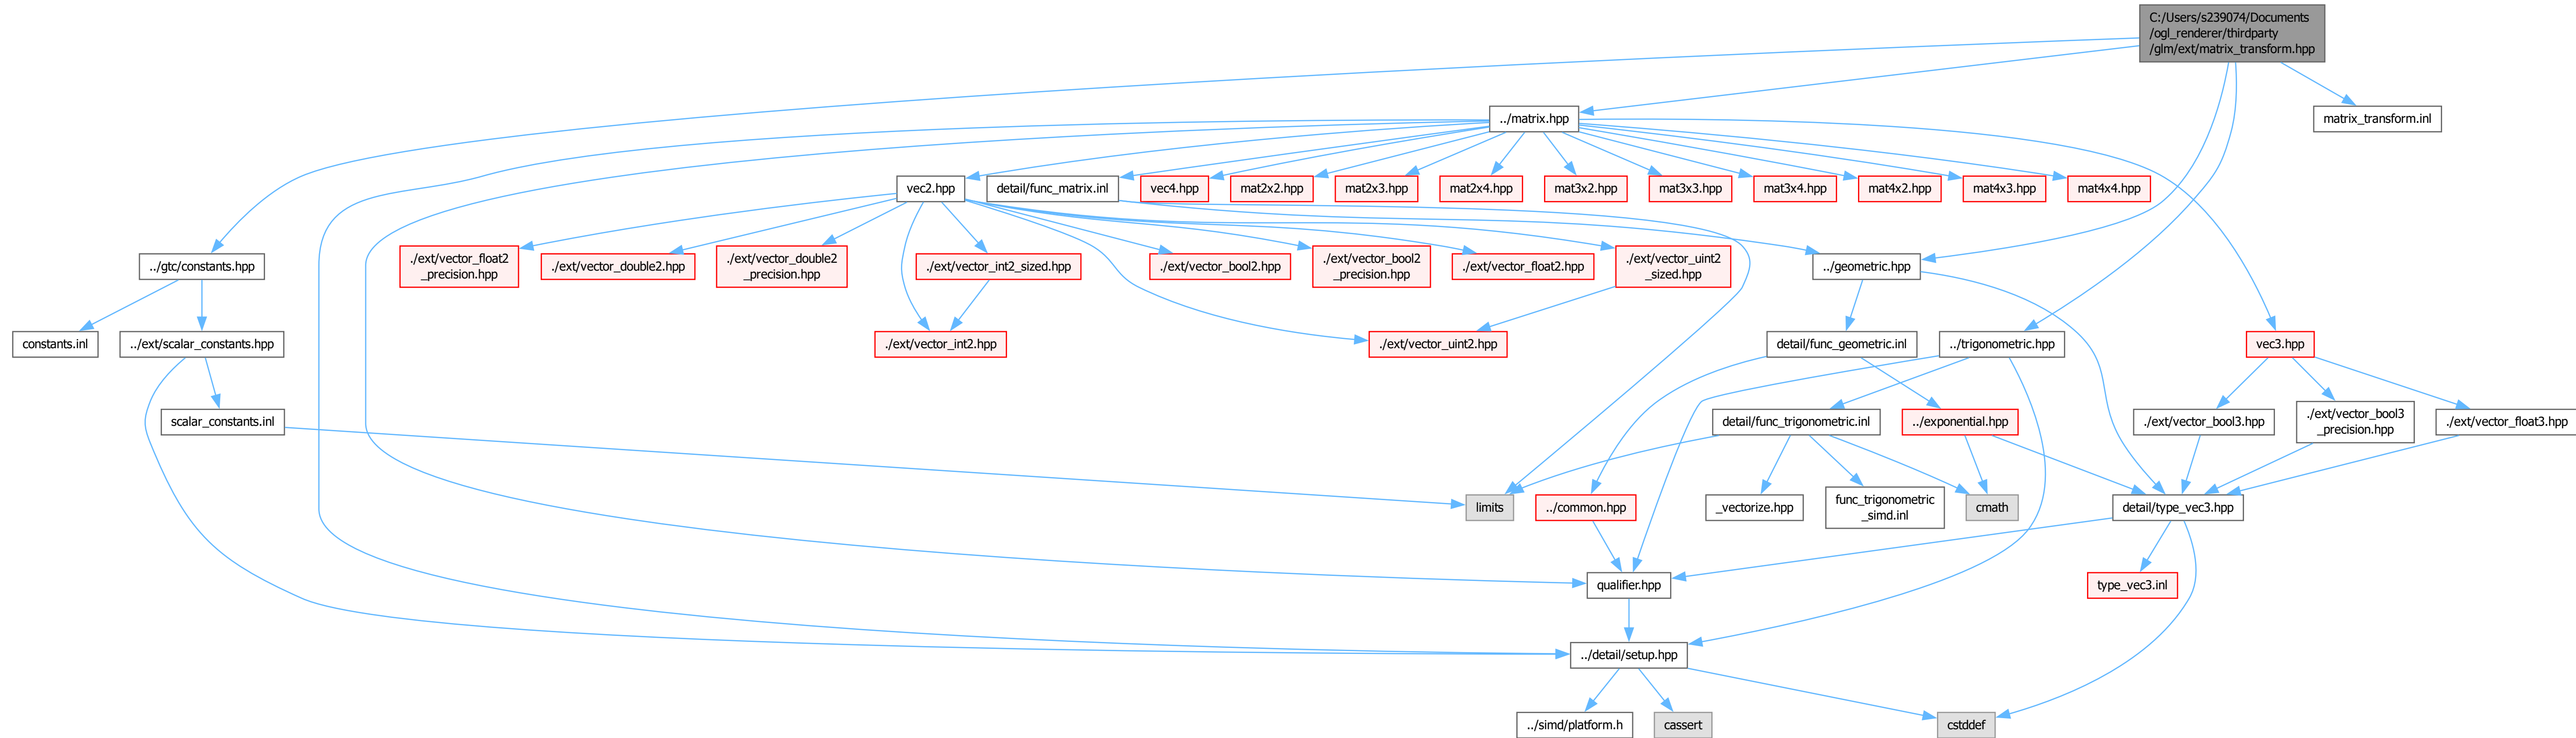 C:/Users/s239074/Documents
/ogl_renderer/thirdparty
/glm/ext/matrix_transform.hpp
../matrix.hpp
matrix_transform.inl
vec2.hpp
detail/func_matrix.inl
vec4.hpp
mat2x2.hpp
mat2x3.hpp
mat2x4.hpp
mat3x2.hpp
mat3x3.hpp
mat3x4.hpp
mat4x2.hpp
mat4x3.hpp
mat4x4.hpp
../gtc/constants.hpp
./ext/vector_float2
_precision.hpp
./ext/vector_double2.hpp
./ext/vector_double2
_precision.hpp
./ext/vector_int2_sized.hpp
./ext/vector_bool2.hpp
./ext/vector_bool2
_precision.hpp
./ext/vector_float2.hpp
./ext/vector_uint2
_sized.hpp
../geometric.hpp
constants.inl
../ext/scalar_constants.hpp
./ext/vector_int2.hpp
./ext/vector_uint2.hpp
detail/func_geometric.inl
../trigonometric.hpp
vec3.hpp
scalar_constants.inl
detail/func_trigonometric.inl
../exponential.hpp
./ext/vector_bool3.hpp
./ext/vector_bool3
_precision.hpp
./ext/vector_float3.hpp
limits
../common.hpp
_vectorize.hpp
func_trigonometric
_simd.inl
cmath
detail/type_vec3.hpp
qualifier.hpp
type_vec3.inl
../detail/setup.hpp
../simd/platform.h
cassert
cstddef